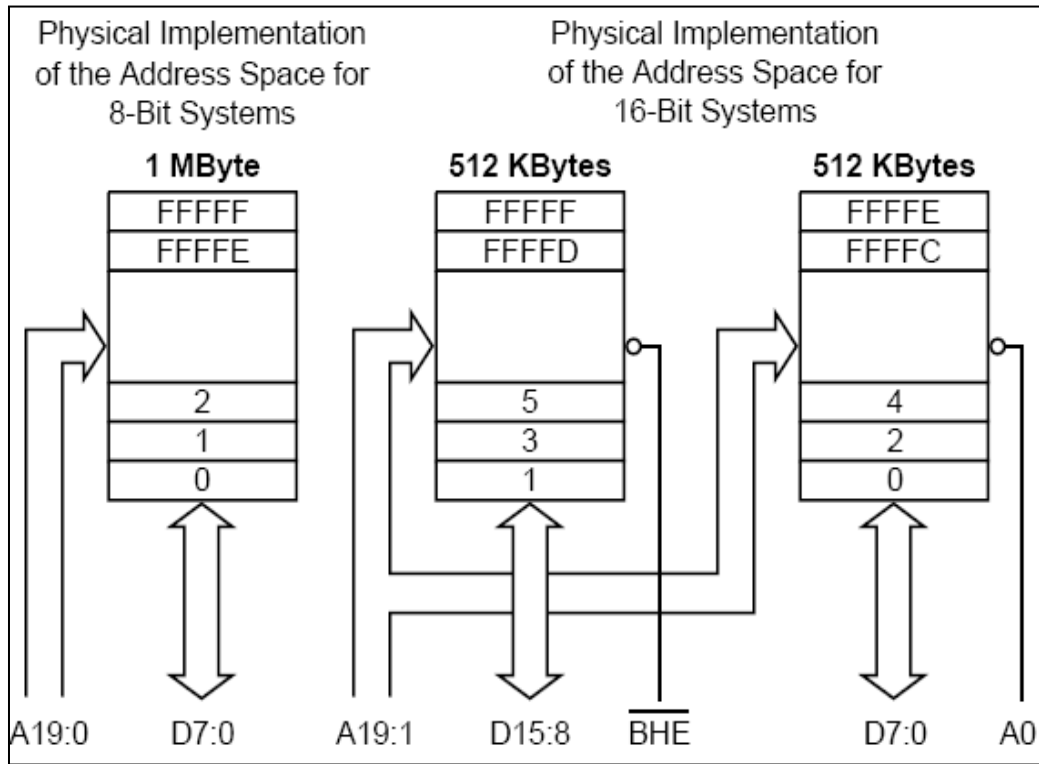 Physical Implementation
of the Address Space for
8-Bit Systems
Physical Implementation
of the Address Space for
16-Bit Systems
1 MByte
FFFFF
FFFFE
2
1
0
512 KBytes
FFFFF
FFFFD
5
3
1
512 KBytes
FFFFE
FFFFC
4
2
0
A19:0 D7:0 A19:1 D15:8 B̅H̅E̅ D7:0 A0